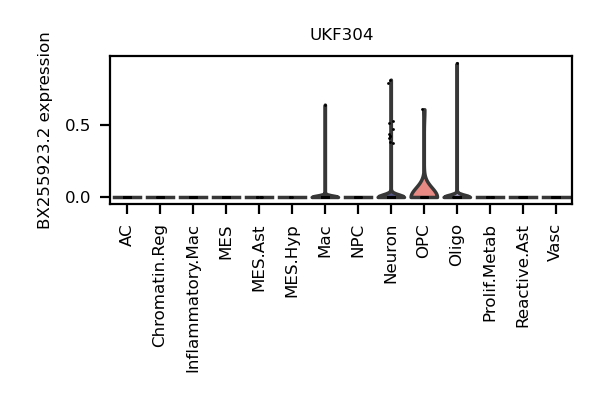 UKF304
BX255923.2 expression
0.5
0.0
AC
Chromatin.Reg
Inflammatory.Mac
MES
MES.Ast
MES.Hyp
Mac
NPC
Neuron
OPC
Oligo
Prolif.Metab
Reactive.Ast
Vasc